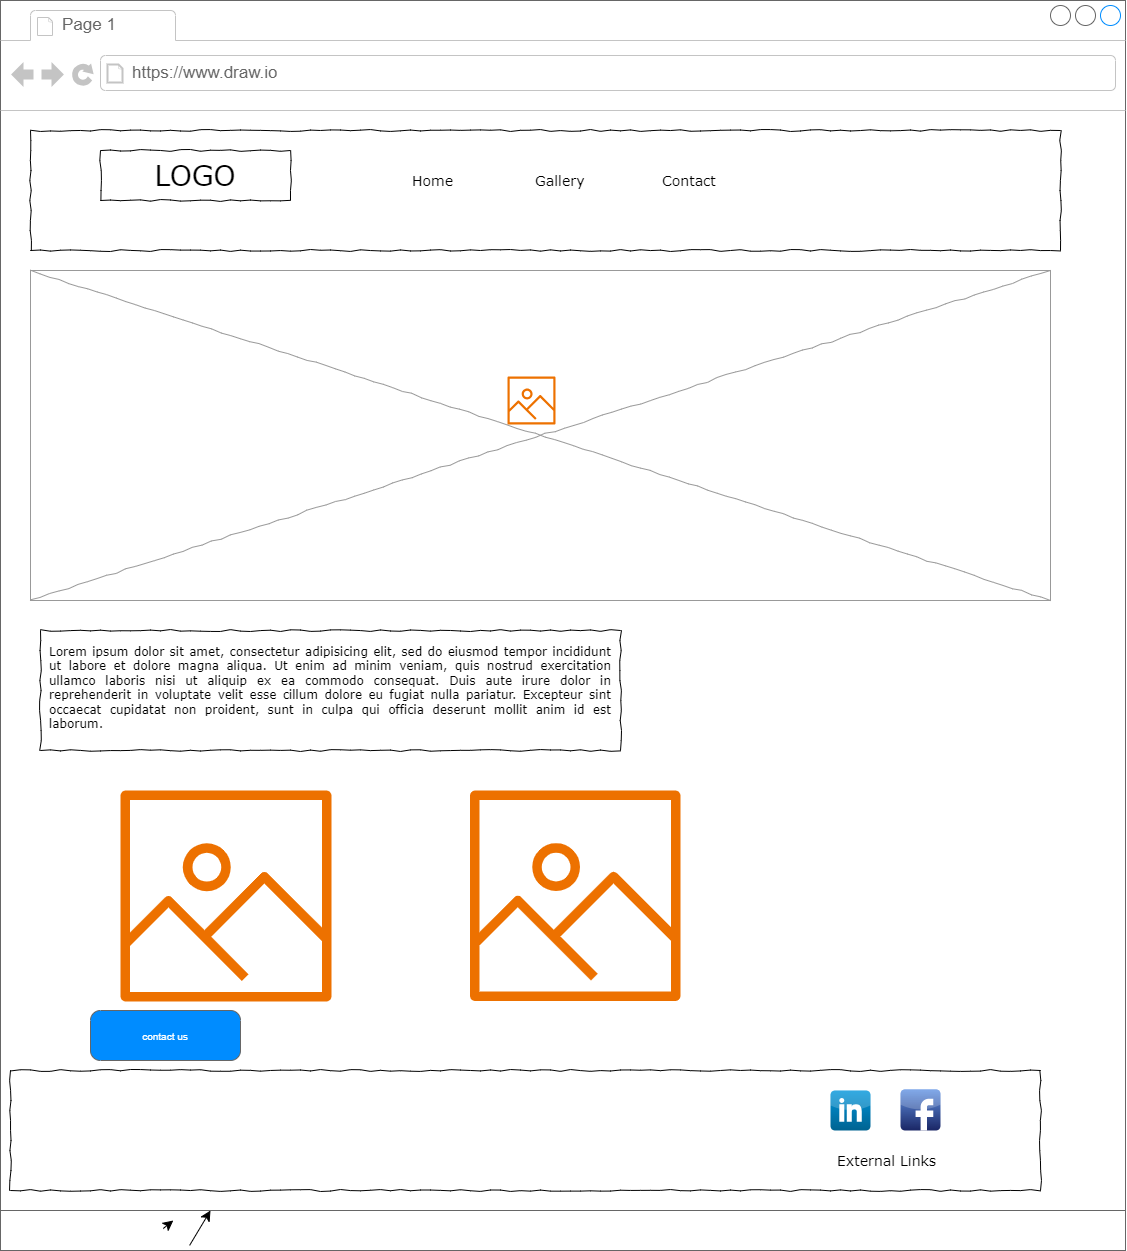 Page 1
https://www.draw.io
LOGO
Home Gallery Contact
Lorem ipsum dolor sit amet, consectetur adipisicing elit, sed do eiusmod tempor incididunt
ut labore et dolore magna aliqua. Ut enim ad minim veniam, quis nostrud exercitation
ullamco laboris nisi ut aliquip ex ea commodo consequat. Duis aute irure dolor in
reprehenderit in voluptate velit esse cillum dolore eu fugiat nulla pariatur. Excepteur sint
occaecat cupidatat non proident, sunt in culpa qui officia deserunt mollit anim id est
laborum.
contact us
in f
External Links